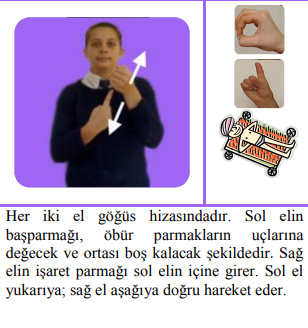 Her iki el göğüs hizasındadır. Sol elin
başparmağı, öbür parmakların uçlarına
değecek ve ortası boş kalacak şekildedir. Sağ
elin işaret parmağı sol elin içine girer. Sol el
yukarıya; sağ el aşağıya doğru hareket eder.